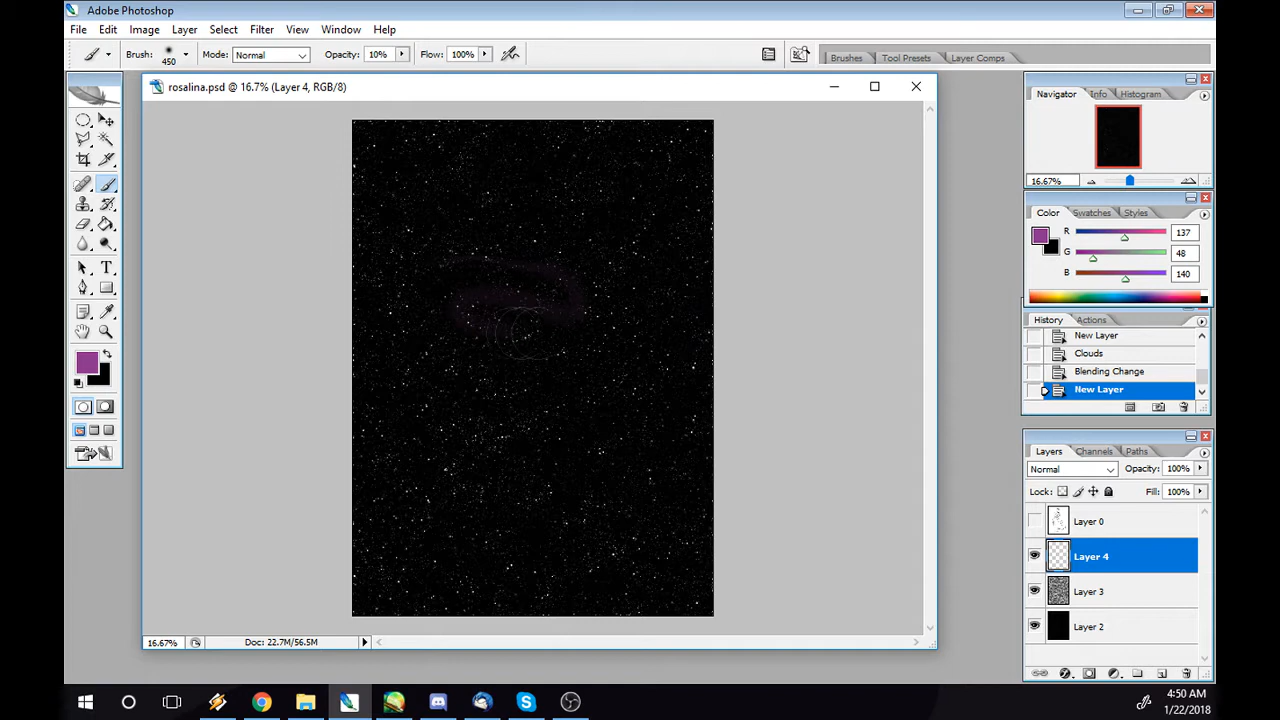 Adobe Photoshop
File Edit Image Layer Select Filter View Window Help
Brush: 450 Mode: Normal Opacity: 10% Flow: 100% Brushes Tool Presets Layer Comps
rosalina.psd @ 16.7% (Layer 4, RGB/8)
Navigator Info Histogram
16.67%
Color Swatches Styles
R 137
G 48
B 140
History Actions
New Layer
Clouds
Blending Change
New Layer
Layers Channels Paths
Normal Opacity: 100%
Lock: Fill: 100%
Layer 0
Layer 4
Layer 3
Layer 2
16.67% Doc: 22.7M/56.5M
4:50 AM
1/22/2018